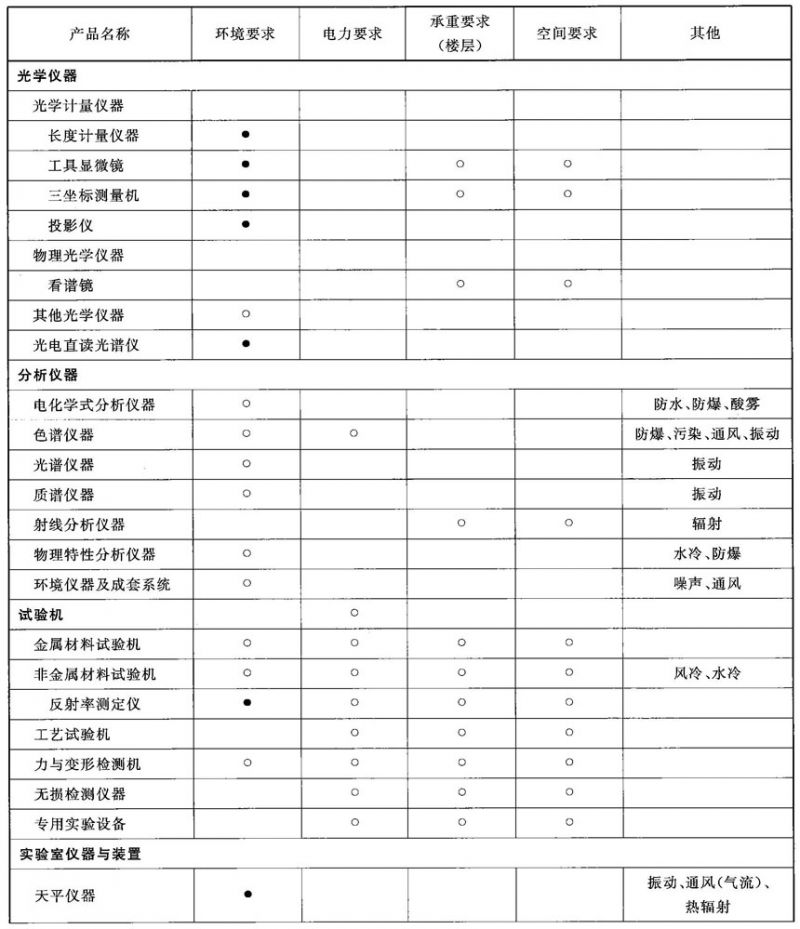 产品名称 环境要求 电力要求 承重要求(楼层) 空间要求 其他
光学仪器
光学计量仪器
长度计量仪器 ●
工具显微镜 ● ○ ○
三坐标测量机 ● ○ ○
投影仪 ●
物理光学仪器
看谱镜 ○ ○
其他光学仪器 ○
光电直读光谱仪 ●
分析仪器
电化学式分析仪器 ○ 防水、防爆、酸雾
色谱仪器 ○ ○ 防爆、污染、通风、振动
光谱仪器 ○ 振动
质谱仪器 ○ 振动
射线分析仪器 ○ ○ 辐射
物理特性分析仪器 ○ 水冷、防爆
环境仪器及成套系统 ○ 噪声、通风
试验机 ○
金属材料试验机 ○ ○ ○ ○
非金属材料试验机 ○ ○ ○ ○ 风冷、水冷
反射率测定仪 ● ○ ○ ○
工艺试验机 ○ ○ ○
力与变形检测机 ○ ○ ○ ○
无损检测仪器 ○ ○ ○
专用实验设备 ○ ○ ○
实验室仪器与装置
天平仪器 ● 振动、通风(气流)、
热辐射